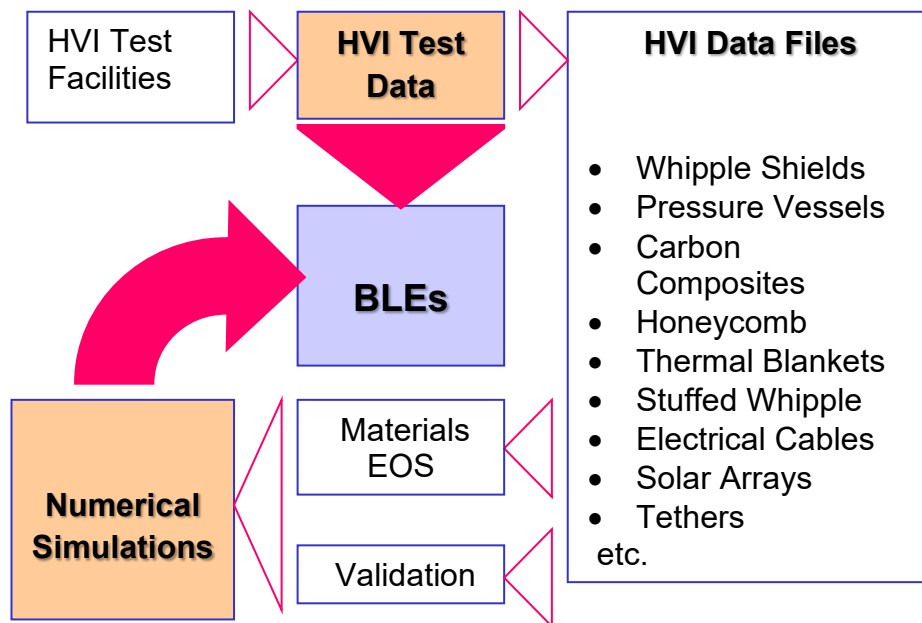 HVI Test
Facilities
HVI Test
Data
HVI Data Files
• Whipple Shields
• Pressure Vessels
• Carbon
Composites
• Honeycomb
• Thermal Blankets
• Stuffed Whipple
• Electrical Cables
• Solar Arrays
• Tethers
etc.
BLEs
Materials
EOS
Validation
Numerical
Simulations